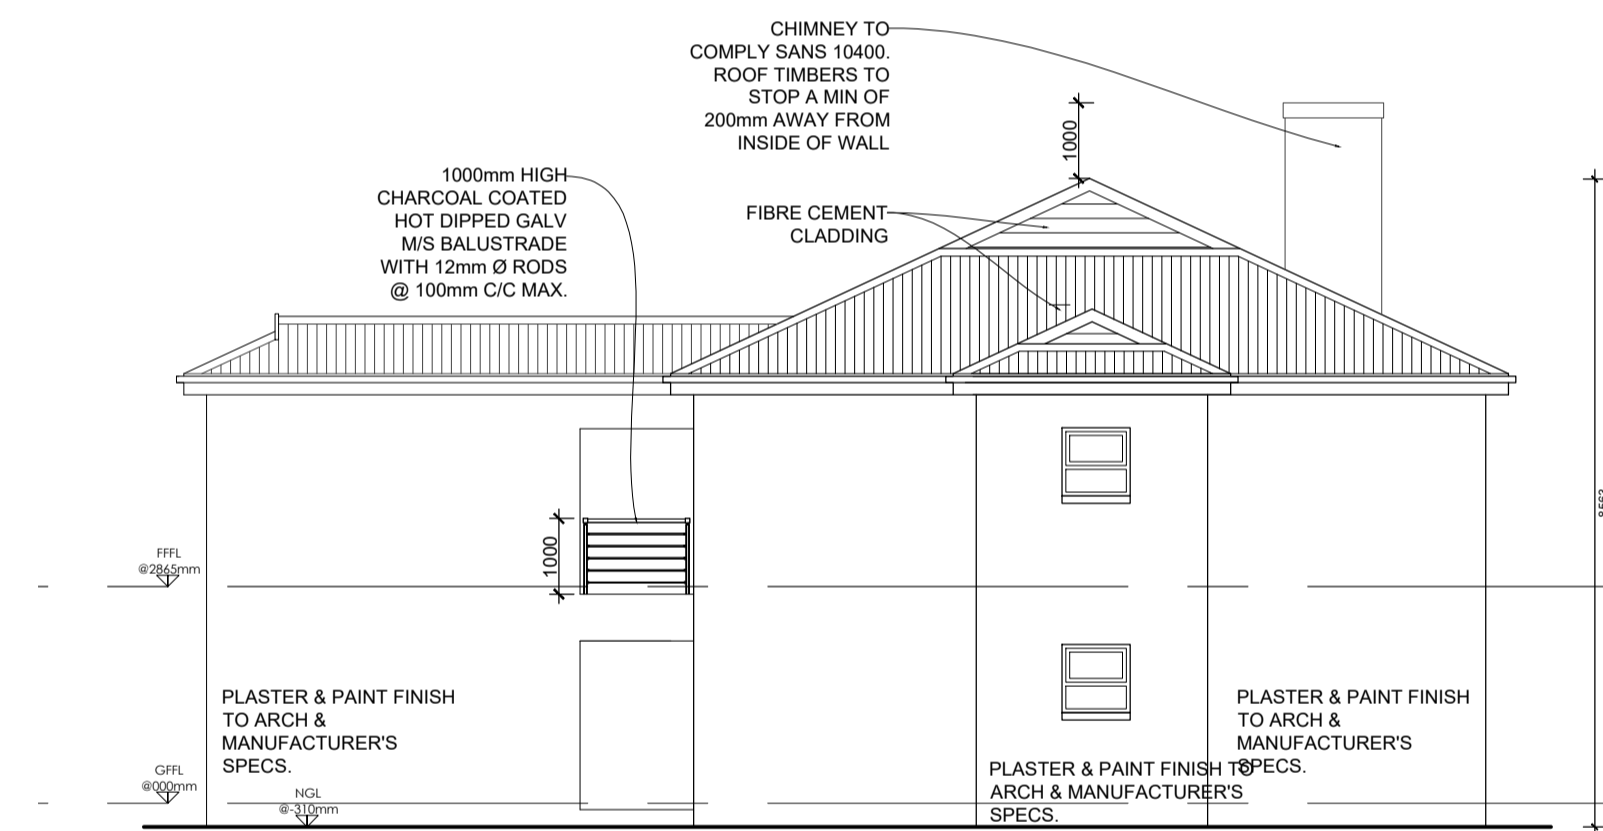 CHIMNEY TO
COMPLY SANS 10400.
ROOF TIMBERS TO
STOP A MIN OF
200mm AWAY FROM
INSIDE OF WALL
1000
1000mm HIGH
CHARCOAL COATED
HOT DIPPED GALV
M/S BALUSTRADE
WITH 12mm Ø RODS
@ 100mm C/C MAX.
FIBRE CEMENT
CLADDING
1000
FFFL
@2865mm
PLASTER & PAINT FINISH
TO ARCH &
MANUFACTURER'S
SPECS.
PLASTER & PAINT FINISH
TO ARCH &
MANUFACTURER'S
SPECS.
PLASTER & PAINT FINISH TO
ARCH & MANUFACTURER'S
SPECS.
GFFL
@000mm
NGL
@-310mm